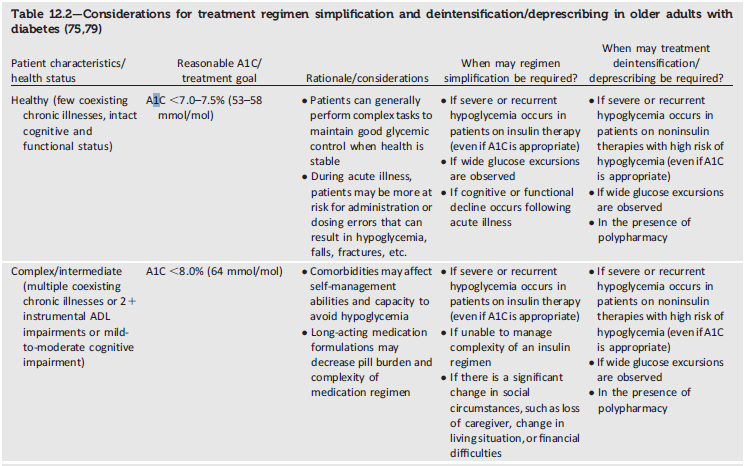 Table 12.2—Considerations for treatment regimen simplification and deintensification/deprescribing in older adults with
diabetes (75,79)
Patient characteristics/
health status
Reasonable A1C/
treatment goal
Rationale/considerations
When may regimen
simplification be required?
When may treatment
deintensification/
deprescribing be required?
Healthy (few coexisting
chronic illnesses, intact
cognitive and
functional status)
A1C <7.0–7.5% (53–58
mmol/mol)
● Patients can generally
perform complex tasks to
maintain good glycemic
control when health is
stable
● During acute illness,
patients may be more at
risk for administration or
dosing errors that can
result in hypoglycemia,
falls, fractures, etc.
● If severe or recurrent
hypoglycemia occurs in
patients on insulin therapy
(even if A1C is appropriate)
● If wide glucose excursions
are observed
● If cognitive or functional
decline occurs following
acute illness
● If severe or recurrent
hypoglycemia occurs in
patients on noninsulin
therapies with high risk of
hypoglycemia (even if A1C
is appropriate)
● If wide glucose excursions
are observed
● In the presence of
polypharmacy
Complex/intermediate
(multiple coexisting
chronic illnesses or 2+
instrumental ADL
impairments or mild-
to-moderate cognitive
impairment)
A1C <8.0% (64 mmol/mol)
● Comorbidities may affect
self-management
abilities and capacity to
avoid hypoglycemia
● Long-acting medication
formulations may
decrease pill burden and
complexity of
medication regimen
● If severe or recurrent
hypoglycemia occurs in
patients on insulin therapy
(even if A1C is appropriate)
● If unable to manage
complexity of an insulin
regimen
● If there is a significant
change in social
circumstances, such as loss
of caregiver, change in
living situation, or financial
difficulties
● If severe or recurrent
hypoglycemia occurs in
patients on noninsulin
therapies with high risk of
hypoglycemia (even if A1C
is appropriate)
● If wide glucose excursions
are observed
● In the presence of
polypharmacy